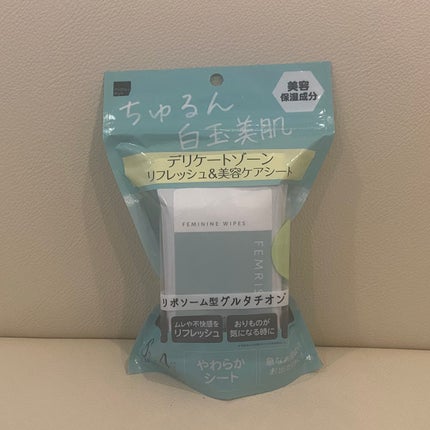 美容
保湿成分
ちゅるん
白玉美肌
デリケートゾーン
リフレッシュ&美容ケアシート
FEMININE WIPES
FEMRIS
リポソーム型グルタチオン
ムレや不快感を
リフレッシュ
おりものが
気になる時に
やわらか
シート